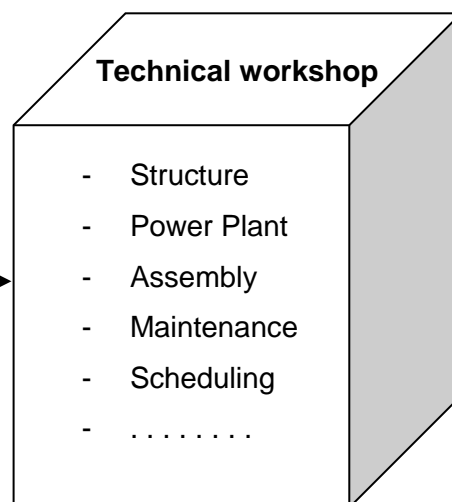 Technical workshop
- Structure
- Power Plant
- Assembly
- Maintenance
- Scheduling
- . . . . . . . .